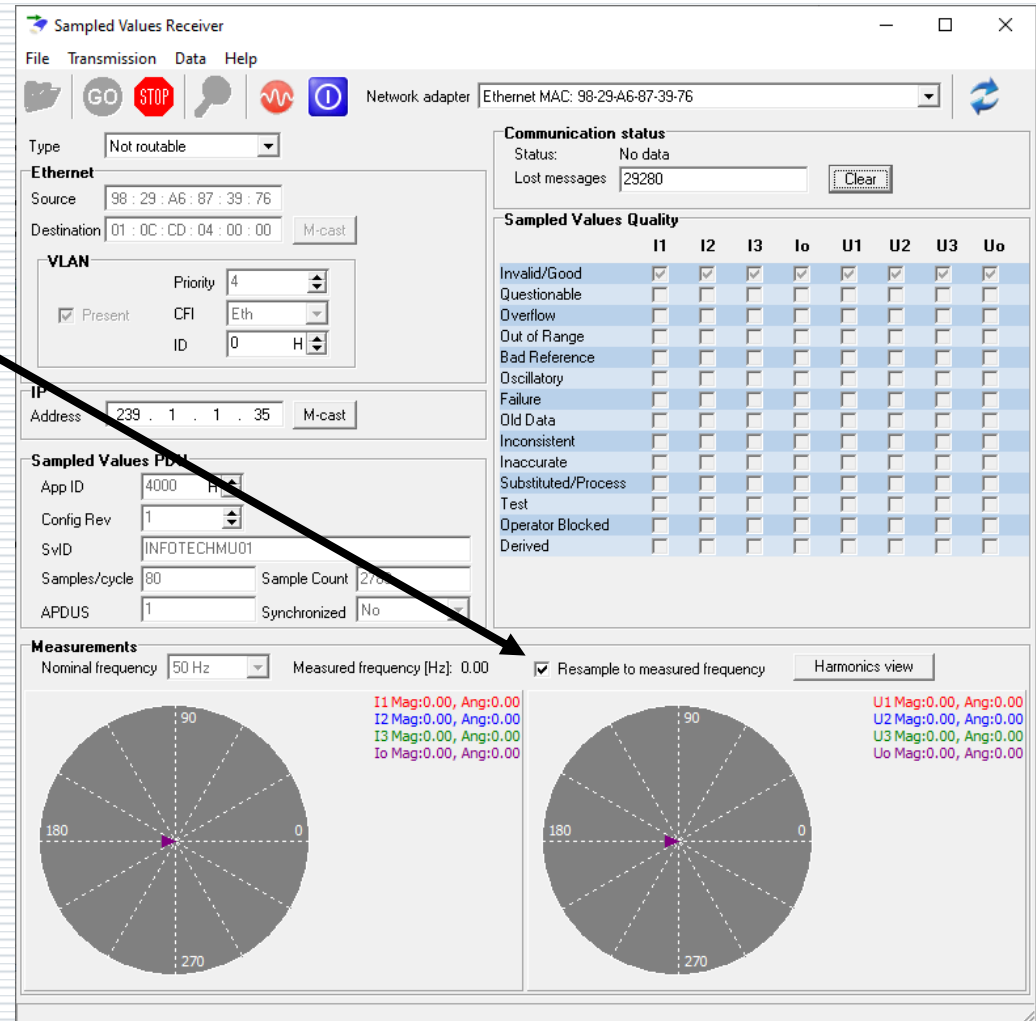 Sampled Values Receiver
File Transmission Data Help
GO STOP Network adapter Ethernet MAC: 98-29-A6-87-39-76
Type Not routable
Ethernet
Source 98 : 29 : A6 : 87 : 39 : 76
Destination 01 : 0C : CD : 04 : 00 : 00 M-cast
VLAN
Priority 4
Present CFI Eth
ID 0 H
IP
Address 239 . 1 . 1 . 35 M-cast
Sampled Values PDU
App ID 4000 H
Config Rev 1
SvID INFOTECHMU01
Samples/cycle 80 Sample Count
APDUS 1 Synchronized No
Communication status
Status: No data
Lost messages 29280 Clear
Sampled Values Quality
I1 I2 I3 Io U1 U2 U3 Uo
Invalid/Good
Questionable
Overflow
Out of Range
Bad Reference
Oscillatory
Failure
Old Data
Inconsistent
Inaccurate
Substituted/Process
Test
Operator Blocked
Derived
Measurements
Nominal frequency 50 Hz Measured frequency [Hz]: 0.00 Resample to measured frequency Harmonics view
I1 Mag:0.00, Ang:0.00
I2 Mag:0.00, Ang:0.00
I3 Mag:0.00, Ang:0.00
Io Mag:0.00, Ang:0.00
90
180 0
270
U1 Mag:0.00, Ang:0.00
U2 Mag:0.00, Ang:0.00
U3 Mag:0.00, Ang:0.00
Uo Mag:0.00, Ang:0.00
90
180 0
270